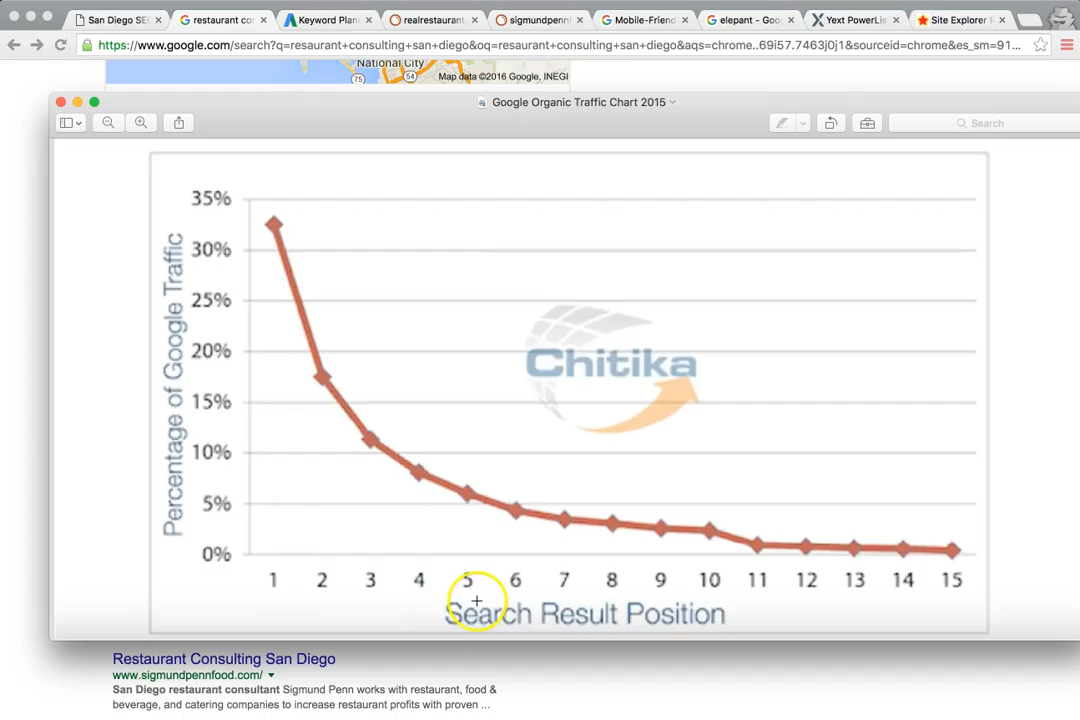 San Diego SEO
restaurant con
Keyword Plan
realrestaurant
sigmundpenn
Mobile-Friend
elepant - Goo
Yext PowerLis
Site Explorer
https://www.google.com/search?q=resaurant+consulting+san+diego&oq=resaurant+consulting+san+diego&aqs=chrome..69i57.7463j0j1&sourceid=chrome&es_sm=91...
National City
75
54
Map data ©2016 Google, INEGI
Google Organic Traffic Chart 2015
Search
35%
30%
25%
20%
15%
10%
5%
0%
Percentage of Google Traffic
Chitika
1 2 3 4 5 6 7 8 9 10 11 12 13 14 15
Search Result Position
Restaurant Consulting San Diego
www.sigmundpennfood.com/
San Diego restaurant consultant Sigmund Penn works with restaurant, food &
beverage, and catering companies to increase restaurant profits with proven ...